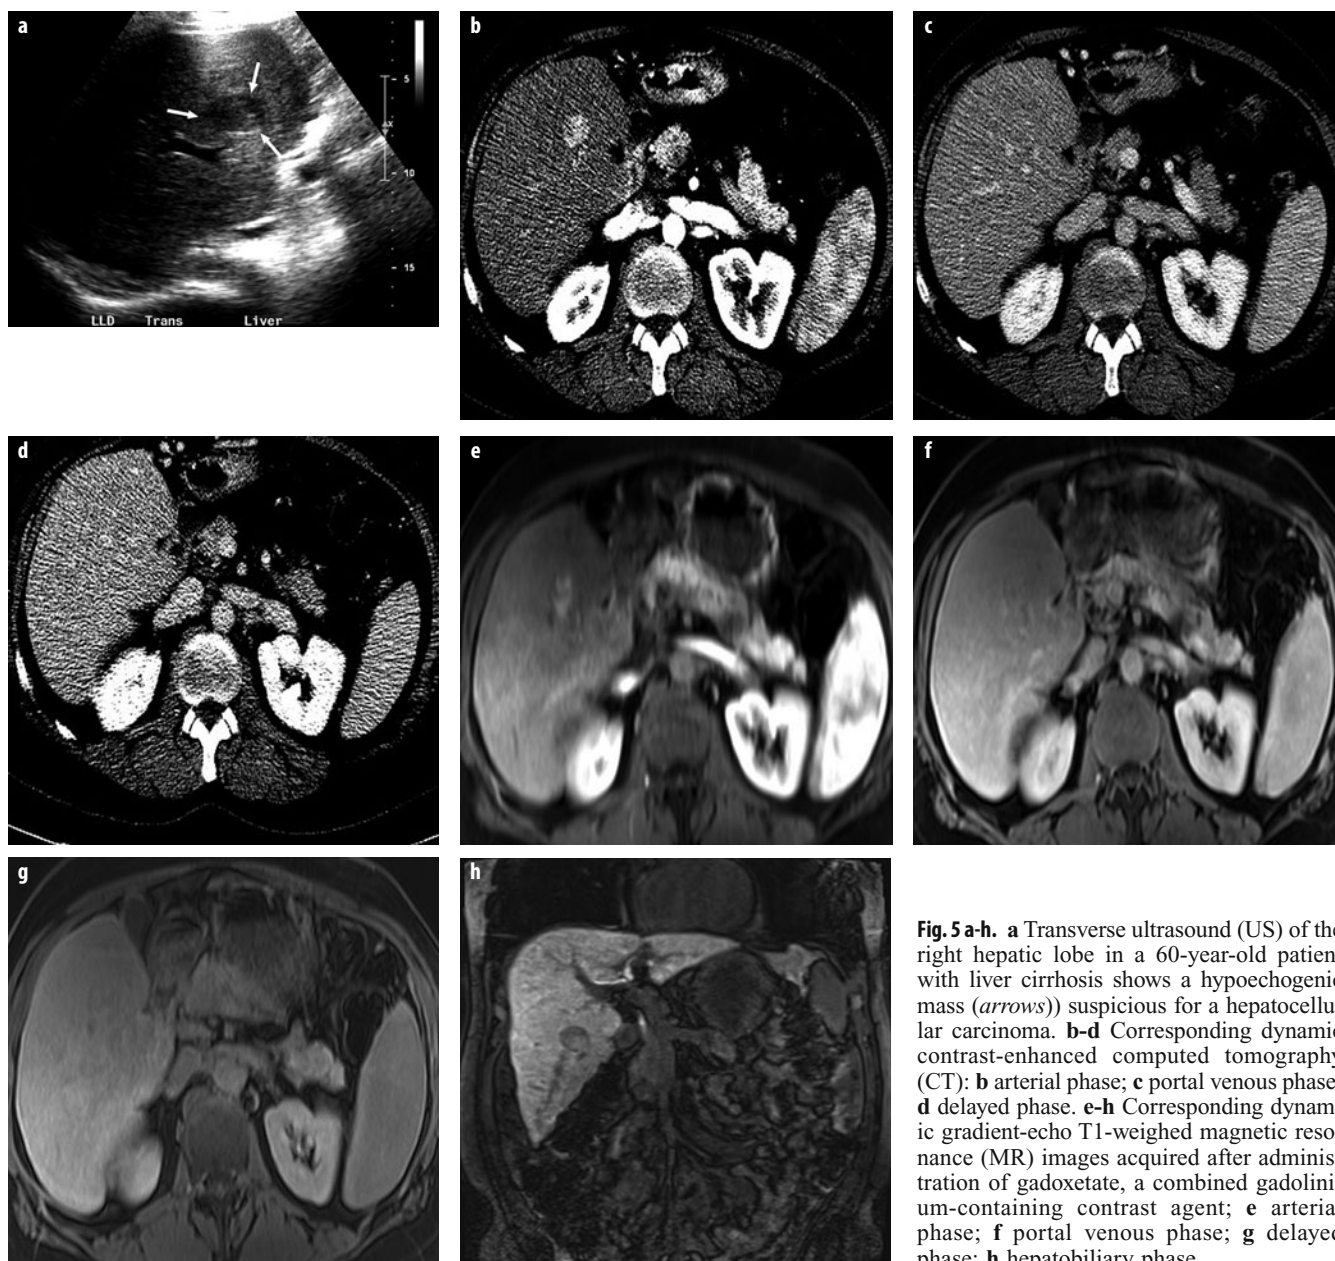 a
b
c
5
x
10
15
LLD Trans Liver
d
e
f
g
h
Fig. 5 a-h. a Transverse ultrasound (US) of the
right hepatic lobe in a 60-year-old patient
with liver cirrhosis shows a hypoechogenic
mass (arrows)) suspicious for a hepatocellu-
lar carcinoma. b-d Corresponding dynamic
contrast-enhanced computed tomography
(CT): b arterial phase; c portal venous phase;
d delayed phase. e-h Corresponding dynam-
ic gradient-echo T1-weighed magnetic reso-
nance (MR) images acquired after adminis-
tration of gadoxetate, a combined gadolini-
um-containing contrast agent; e arterial
phase; f portal venous phase; g delayed
phase; h hepatobiliary phase